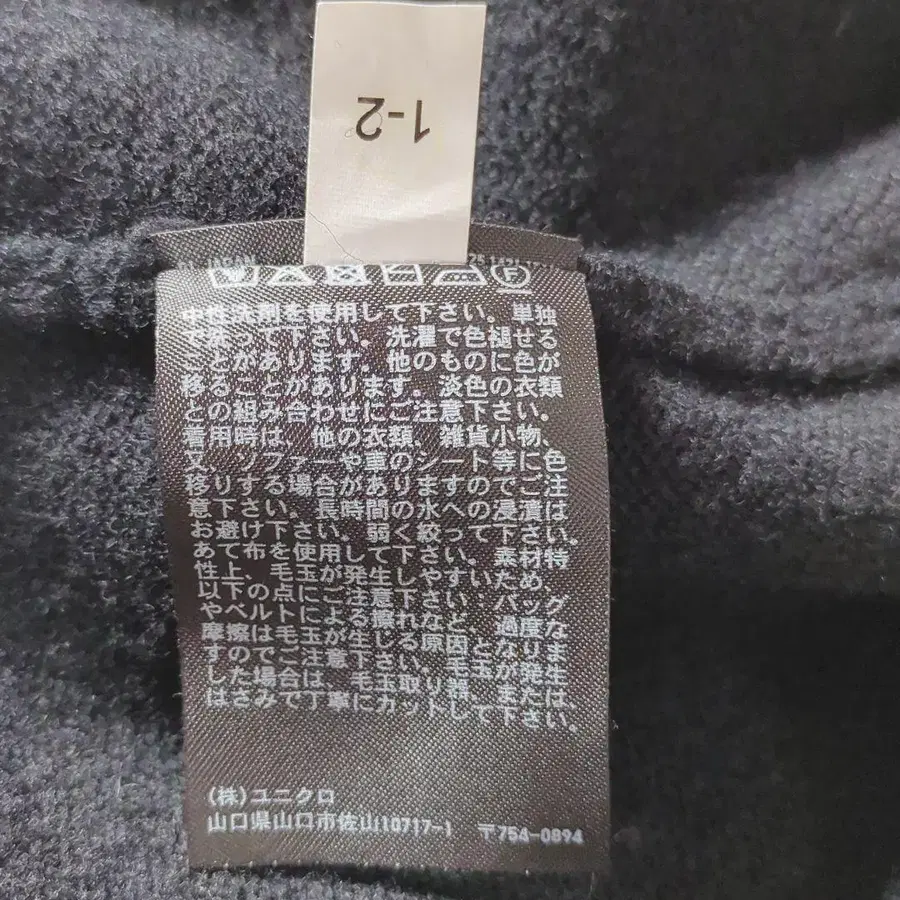 1-2
中性洗剤を使用して下さい。単独
で洗って下さい。洗濯で色褪せる
ことがあります。他のものに色が
移ることがあります。淡色の衣類
との組み合わせにご注意下さい。
着用時は、他の衣類、雑貨小物、
又、ソファーや車のシート等に色
移りする場合がありますのでご注
意下さい。長時間の水への浸漬は
お避け下さい。弱く絞って下さい。
あて布を使用して下さい。素材特
性上、毛玉が発生しやすいため、
以下の点にご注意下さい:バッグ
やベルトによる擦れなど、過度な
摩擦は毛玉が生じる原因となりま
すのでご注意下さい。毛玉が発生
した場合は、毛玉取り器、または、
はさみで丁寧にカットして下さい。
(株)ユニクロ
山口県山口市佐山10717-1 〒754-0894